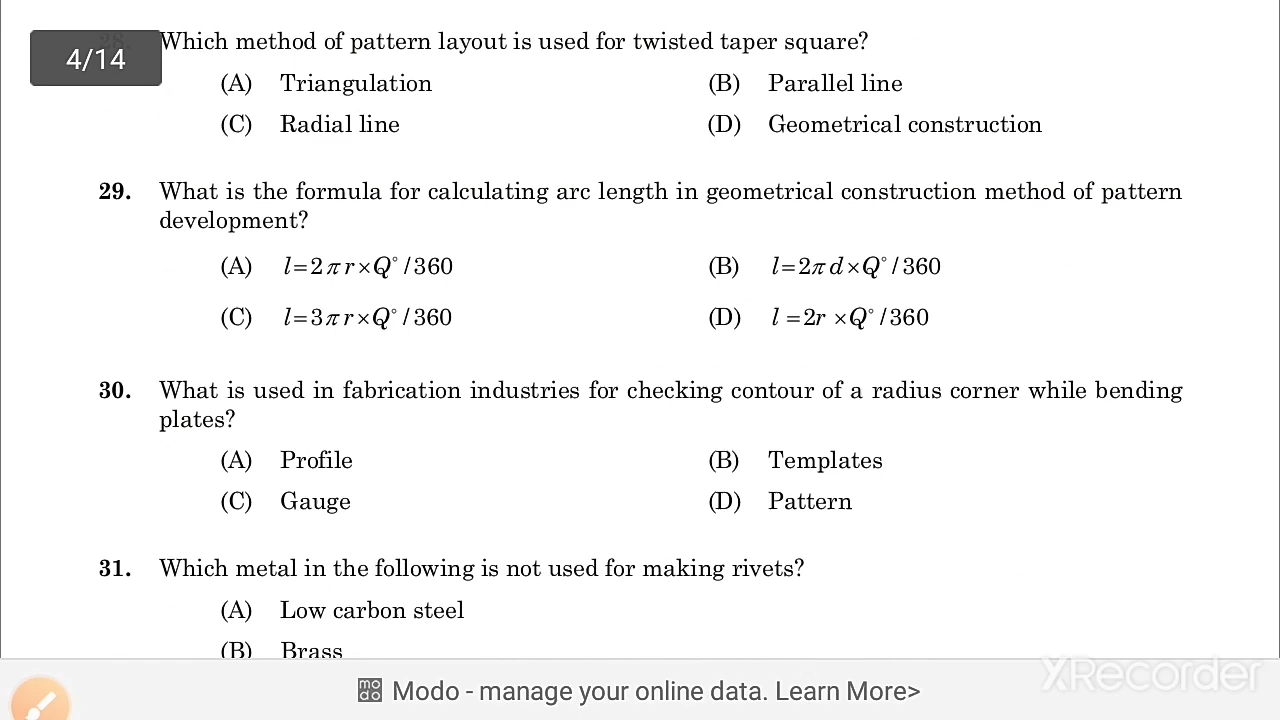 4/14
Which method of pattern layout is used for twisted taper square?
(A) Triangulation (B) Parallel line
(C) Radial line (D) Geometrical construction
29. What is the formula for calculating arc length in geometrical construction method of pattern
development?
(A) l=2πr×Q°/360 (B) l=2πd×Q°/360
(C) l=3πr×Q°/360 (D) l =2r ×Q°/360
30. What is used in fabrication industries for checking contour of a radius corner while bending
plates?
(A) Profile (B) Templates
(C) Gauge (D) Pattern
31. Which metal in the following is not used for making rivets?
(A) Low carbon steel
(B) Brass
mo
do Modo - manage your online data. Learn More>
XRecorder